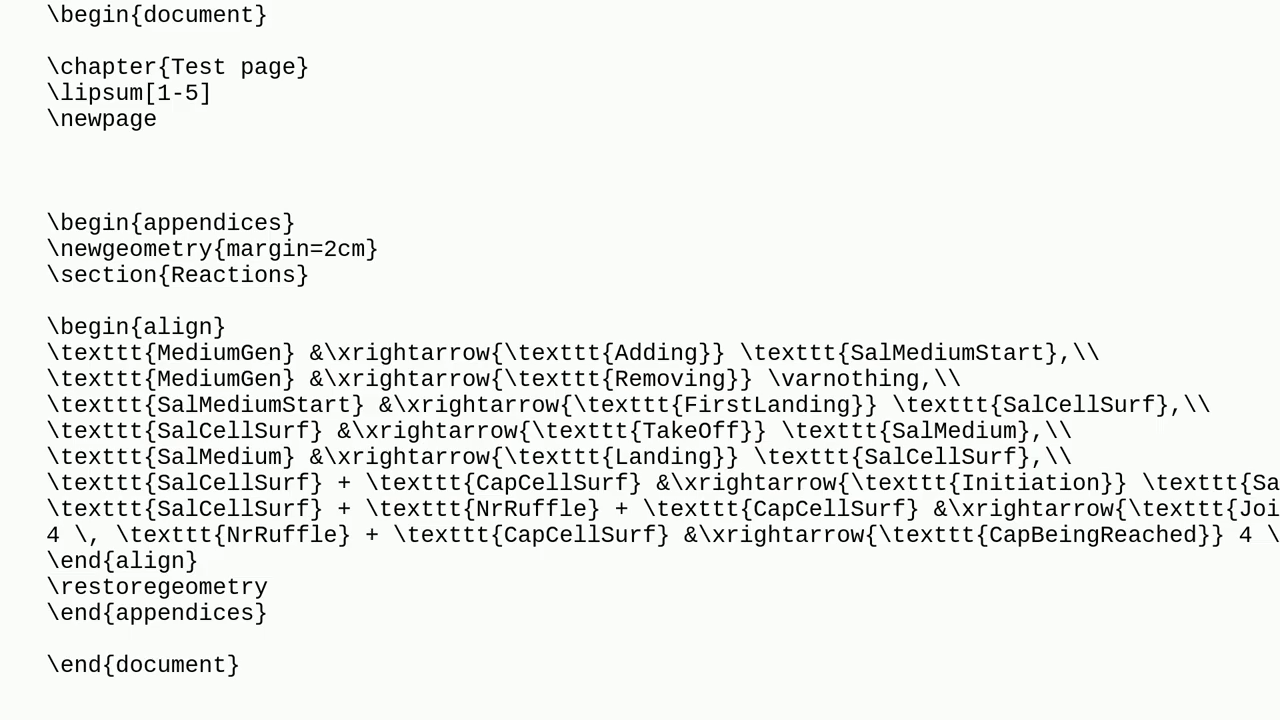 \begin{document}
\chapter{Test page}
\lipsum[1-5]
\newpage
\begin{appendices}
\newgeometry{margin=2cm}
\section{Reactions}
\begin{align}
\texttt{MediumGen} &\xrightarrow{\texttt{Adding}} \texttt{SalMediumStart},\\
\texttt{MediumGen} &\xrightarrow{\texttt{Removing}} \varnothing,\\
\texttt{SalMediumStart} &\xrightarrow{\texttt{FirstLanding}} \texttt{SalCellSurf},\\
\texttt{SalCellSurf} &\xrightarrow{\texttt{TakeOff}} \texttt{SalMedium},\\
\texttt{SalMedium} &\xrightarrow{\texttt{Landing}} \texttt{SalCellSurf},\\
\texttt{SalCellSurf} + \texttt{CapCellSurf} &\xrightarrow{\texttt{Initiation}} \texttt{Sa
\texttt{SalCellSurf} + \texttt{NrRuffle} + \texttt{CapCellSurf} &\xrightarrow{\texttt{Joi
4 \, \texttt{NrRuffle} + \texttt{CapCellSurf} &\xrightarrow{\texttt{CapBeingReached}} 4 \
\end{align}
\restoregeometry
\end{appendices}
\end{document}